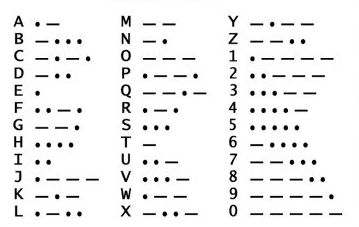 A • — M — — Y — • — —
B — • • • N — • Z — — • •
C — • — • O — — — 1 • — — — —
D — • • P • — — • 2 • • — — —
E • Q — — • — 3 • • • — —
F • • — • R • — • 4 • • • • —
G — — • S • • • 5 • • • • •
H • • • • T — 6 — • • • •
I • • U • • — 7 — — • • •
J • — — — V • • • — 8 — — — • •
K — • — W • — — 9 — — — — •
L • — • • X — • • — 0 — — — — —